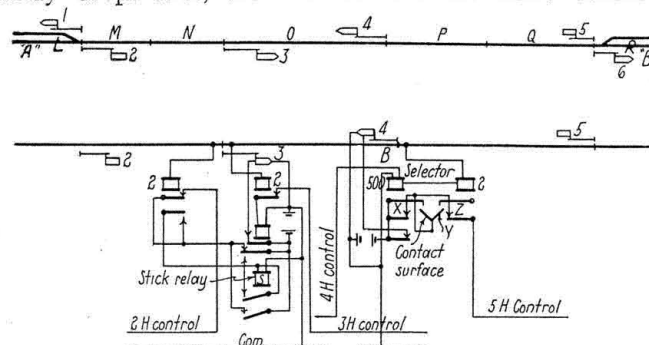 1 M N O 4 P Q 5
"A" L 2 3 R "B
6
4 5
2 3 B
2 2 500 Selector 2
X Z
Y
Contact
surface
Stick relay S
4H control
2H control 3H control 5H Control
Com.